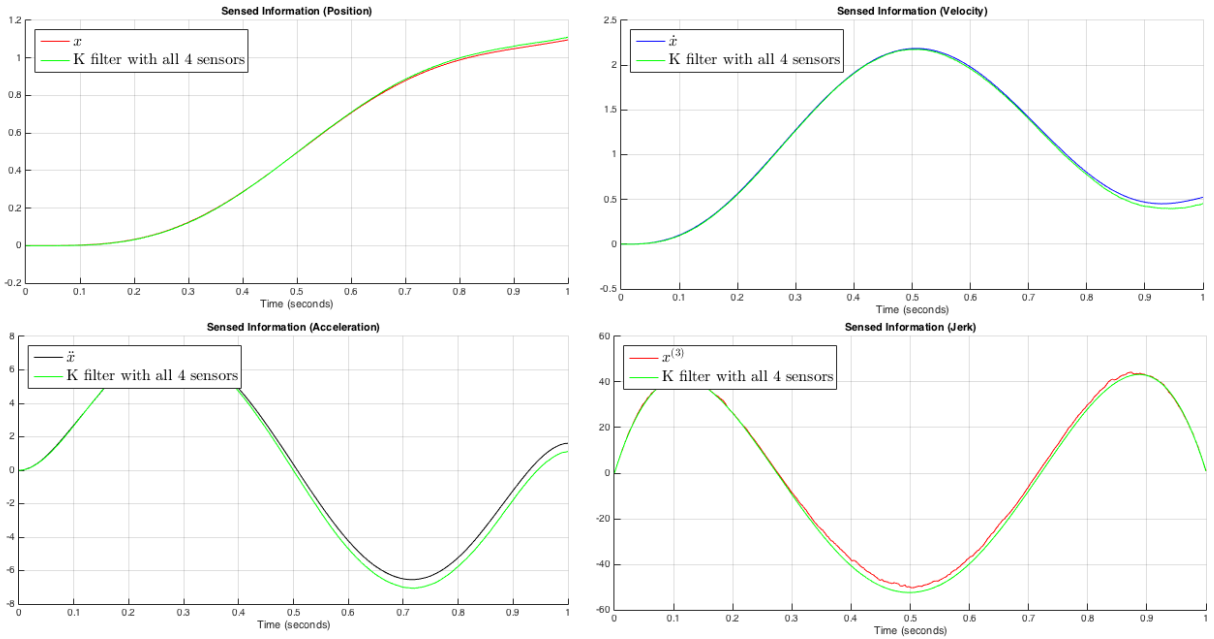 Sensed Information (Position)
1.2
1
0.8
0.6
0.4
0.2
0
-0.2
x
K filter with all 4 sensors
0 0.1 0.2 0.3 0.4 0.5 0.6 0.7 0.8 0.9 1
Time (seconds)
Sensed Information (Velocity)
2.5
2
1.5
1
0.5
0
-0.5
ẋ
K filter with all 4 sensors
0 0.1 0.2 0.3 0.4 0.5 0.6 0.7 0.8 0.9 1
Time (seconds)
Sensed Information (Acceleration)
8
6
4
2
0
-2
-4
-6
-8
ẍ
K filter with all 4 sensors
0 0.1 0.2 0.3 0.4 0.5 0.6 0.7 0.8 0.9 1
Time (seconds)
Sensed Information (Jerk)
60
40
20
0
-20
-40
-60
x⁽³⁾
K filter with all 4 sensors
0 0.1 0.2 0.3 0.4 0.5 0.6 0.7 0.8 0.9 1
Time (seconds)